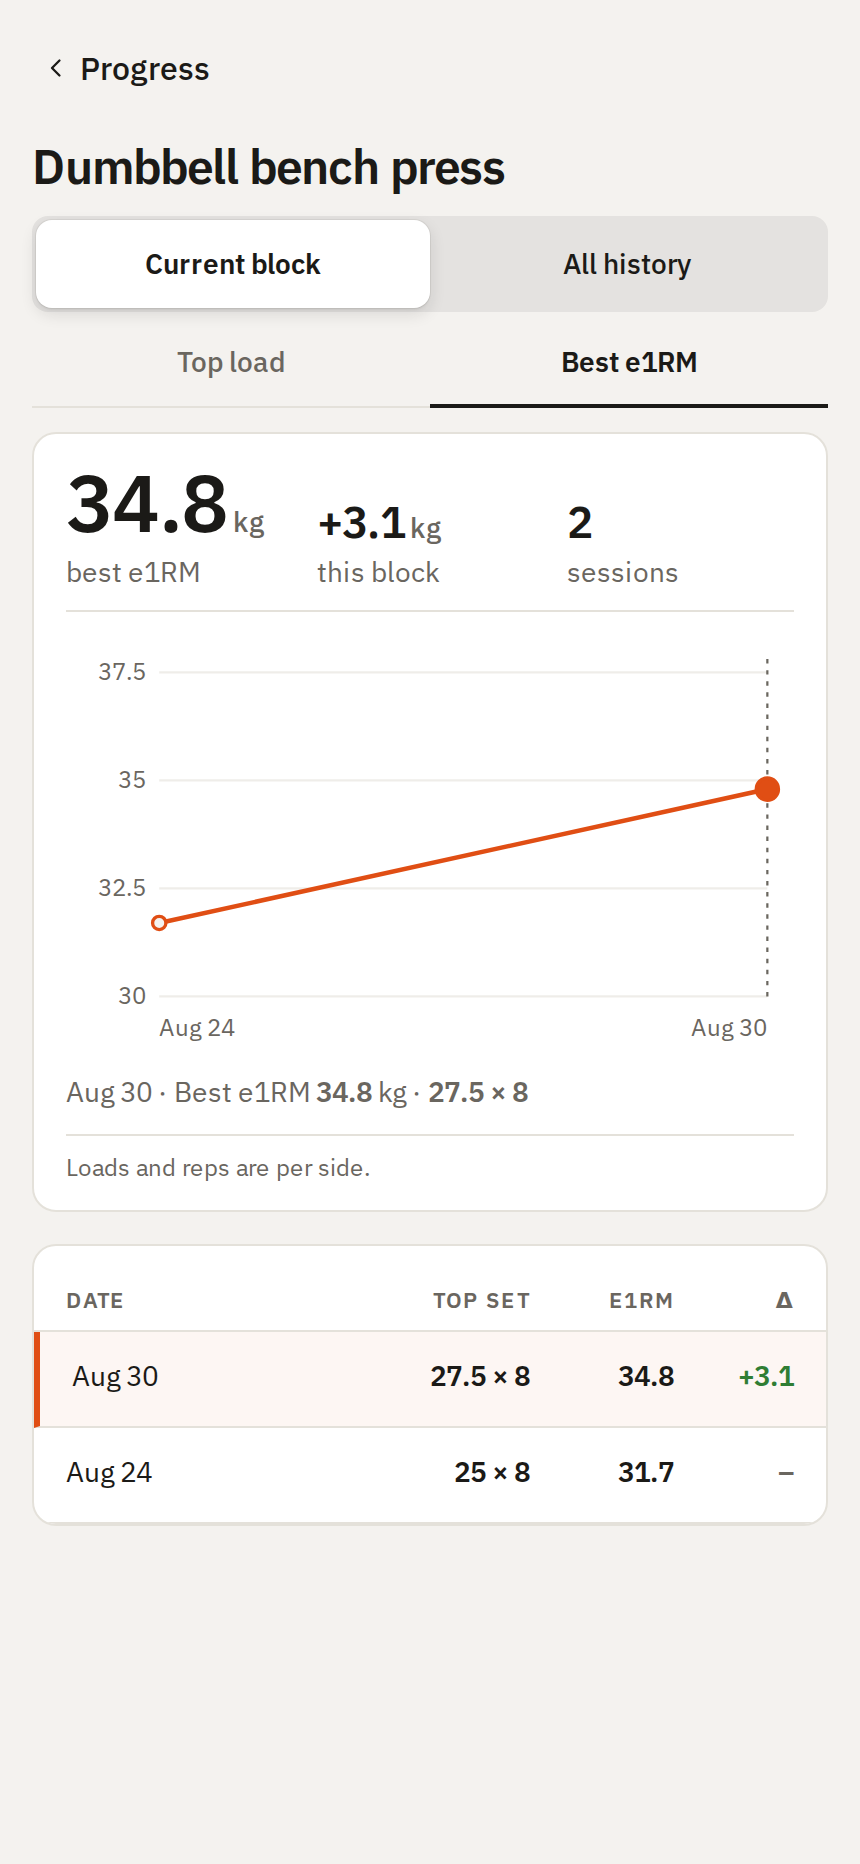 Progress
Dumbbell bench press
Current block All history
Top load Best e1RM
34.8 kg +3.1 kg 2
best e1RM this block sessions
37.5
35
32.5
30
Aug 24 Aug 30
Aug 30 · Best e1RM 34.8 kg · 27.5 × 8
Loads and reps are per side.
DATE TOP SET E1RM Δ
Aug 30 27.5 × 8 34.8 +3.1
Aug 24 25 × 8 31.7 –